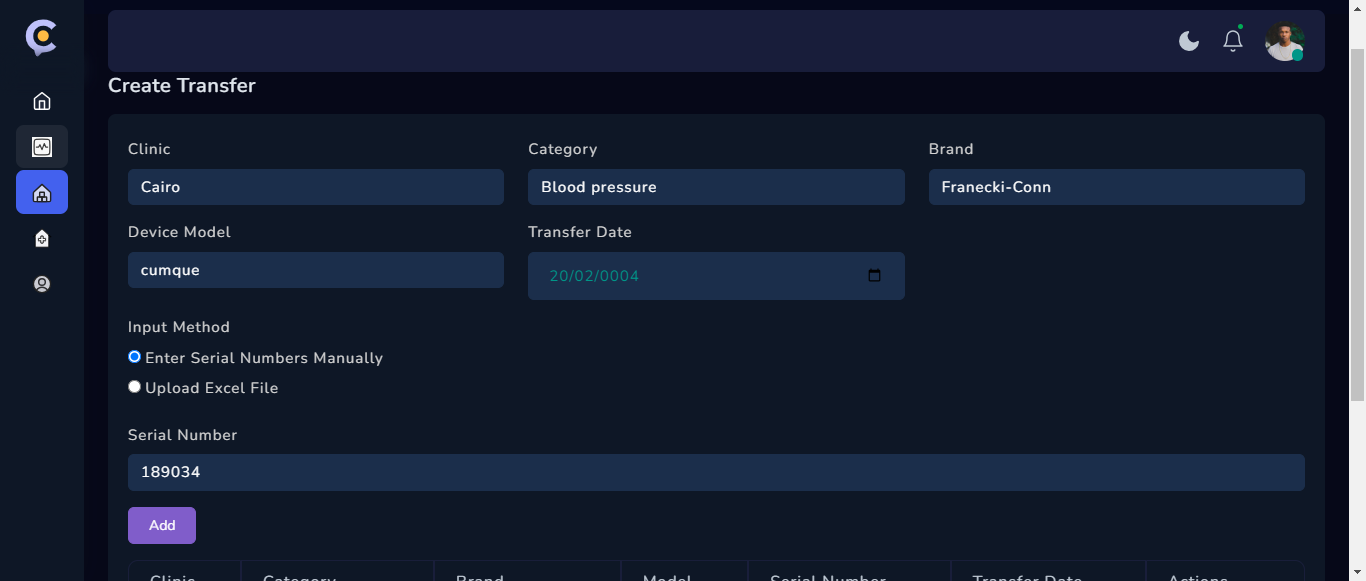 Create Transfer
Clinic Category Brand
Cairo Blood pressure Franecki-Conn
Device Model Transfer Date
cumque 20/02/0004
Input Method
Enter Serial Numbers Manually
Upload Excel File
Serial Number
189034
Add
Clinic Category Brand Model Serial Number Transfer Date Actions